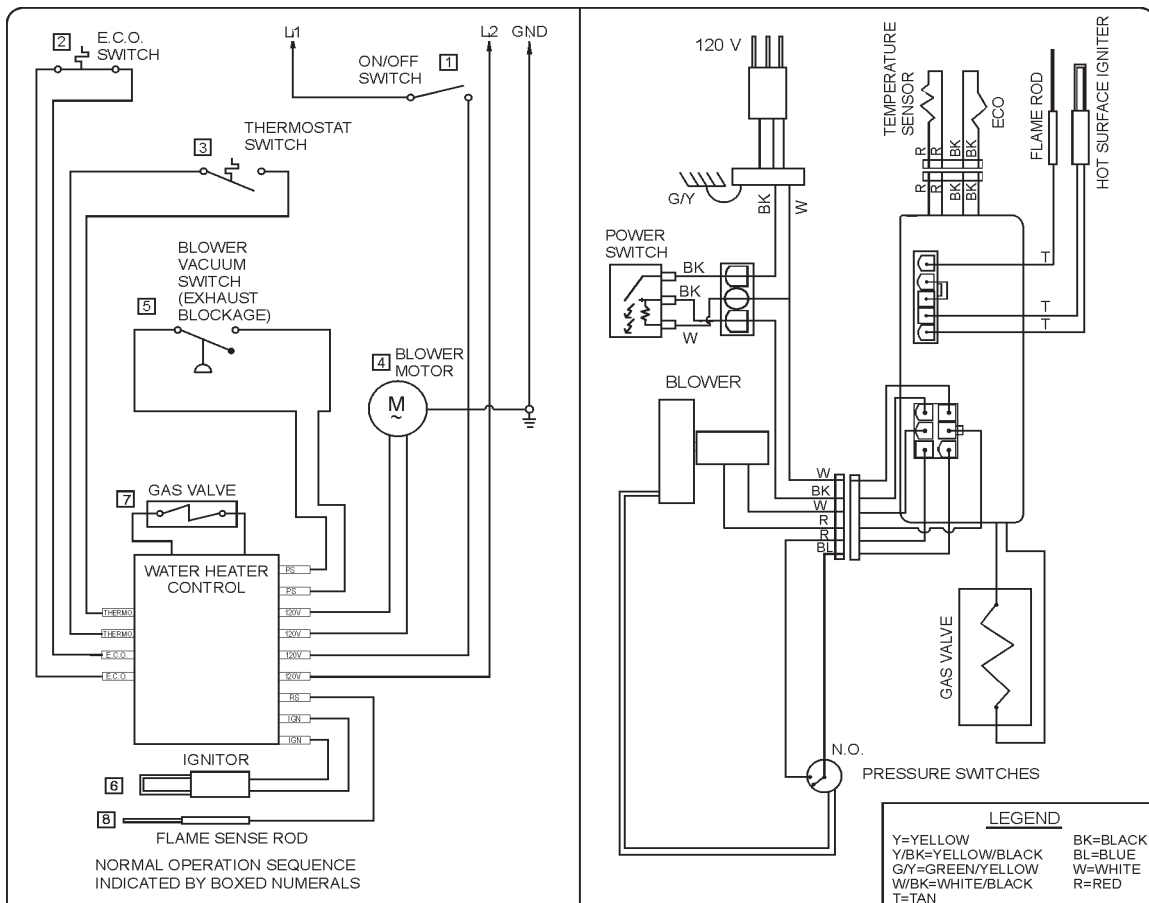 2
E.C.O.
SWITCH
L1
L2
GND
ON/OFF
SWITCH
1
THERMOSTAT
SWITCH
3
BLOWER
VACUUM
SWITCH
(EXHAUST
BLOCKAGE)
5
4
BLOWER
MOTOR
M
~
7
GAS VALVE
WATER HEATER
CONTROL
PS
PS
THERMO.
120V
THERMO.
120V
E.C.O.
120V
E.C.O.
120V
RS
IGN
IGN
IGNITOR
6
8
FLAME SENSE ROD
NORMAL OPERATION SEQUENCE
INDICATED BY BOXED NUMERALS
120 V
TEMPERATURE
SENSOR
ECO
FLAME ROD
HOT SURFACE IGNITER
R
R
BK
BK
R
R
BK
BK
G/Y
BK
W
POWER
SWITCH
BK
BK
W
T
T
T
BLOWER
W
BK
W
R
R
BL
GAS VALVE
N.O.
PRESSURE SWITCHES
LEGEND
Y=YELLOW
BK=BLACK
Y/BK=YELLOW/BLACK
BL=BLUE
G/Y=GREEN/YELLOW
W=WHITE
W/BK=WHITE/BLACK
R=RED
T=TAN